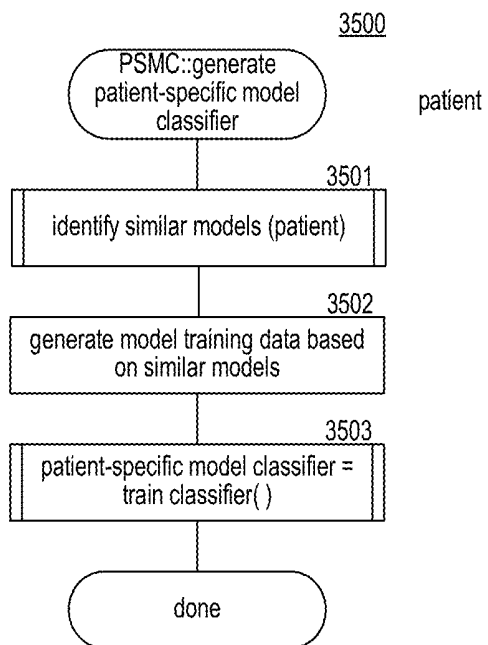 3500
PSMC::generate
patient-specific model
classifier
patient
3501
identify similar models (patient)
3502
generate model training data based
on similar models
3503
patient-specific model classifier =
train classifier( )
done